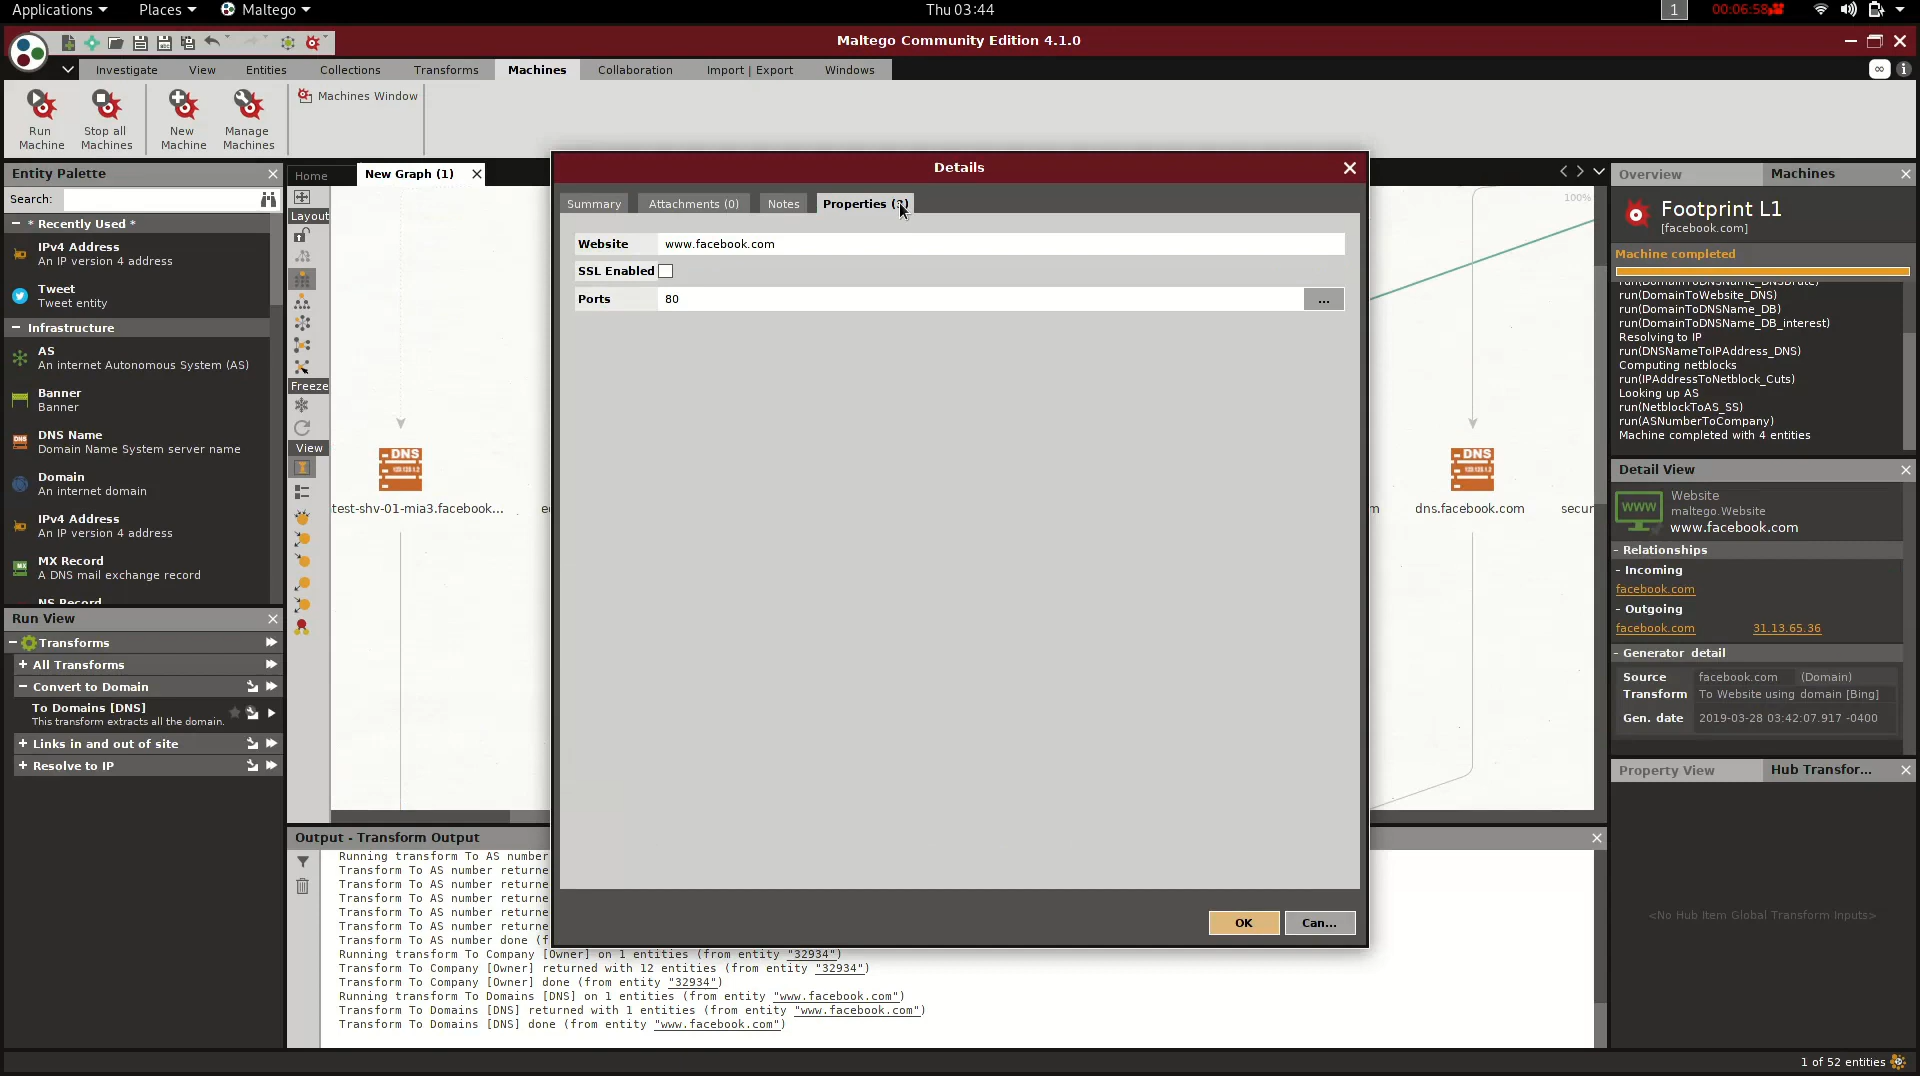 Applications Places Maltego Thu 03:44 1 00:06:58
Maltego Community Edition 4.1.0
Investigate View Entities Collections Transforms Machines Collaboration Import | Export Windows
Run Machine
Stop all Machines
New Machine
Manage Machines
Machines Window
Entity Palette
Search:
* Recently Used *
IPv4 Address
An IP version 4 address
Tweet
Tweet entity
Infrastructure
AS
An internet Autonomous System (AS)
Banner
Banner
DNS Name
Domain Name System server name
Domain
An internet domain
IPv4 Address
An IP version 4 address
MX Record
A DNS mail exchange record
NS Record
Run View
Transforms
+ All Transforms
− Convert to Domain
To Domains [DNS]
This transform extracts all the domain.
+ Links in and out of site
+ Resolve to IP
Home New Graph (1)
Layout
Freeze
View
100%
DNS
test-shv-01-mia3.facebook...
DNS
dns.facebook.com
secur
Details
Summary Attachments (0) Notes Properties (
Website www.facebook.com
SSL Enabled
Ports 80 ...
OK Can...
Output - Transform Output
Running transform To AS number
Transform To AS number returne
Transform To AS number returne
Transform To AS number returne
Transform To AS number returne
Transform To AS number returne
Transform To AS number done (f
Running transform To Company [Owner] on 1 entities (from entity "32934")
Transform To Company [Owner] returned with 12 entities (from entity "32934")
Transform To Company [Owner] done (from entity "32934")
Running transform To Domains [DNS] on 1 entities (from entity "www.facebook.com")
Transform To Domains [DNS] returned with 1 entities (from entity "www.facebook.com")
Transform To Domains [DNS] done (from entity "www.facebook.com")
Overview Machines
Footprint L1
[facebook.com]
Machine completed
run(DomainToDNSName_DNSBrute)
run(DomainToWebsite_DNS)
run(DomainToDNSName_DB)
run(DomainToDNSName_DB_interest)
Resolving to IP
run(DNSNameToIPAddress_DNS)
Computing netblocks
run(IPAddressToNetblock_Cuts)
Looking up AS
run(NetblockToAS_SS)
run(ASNumberToCompany)
Machine completed with 4 entities
Detail View
WWW
Website
maltego.Website
www.facebook.com
- Relationships
- Incoming
facebook.com
- Outgoing
facebook.com 31.13.65.36
- Generator detail
Source facebook.com (Domain)
Transform To Website using domain [Bing]
Gen. date 2019-03-28 03:42:07.917 -0400
Property View Hub Transfor...
<No Hub Item Global Transform Inputs>
1 of 52 entities